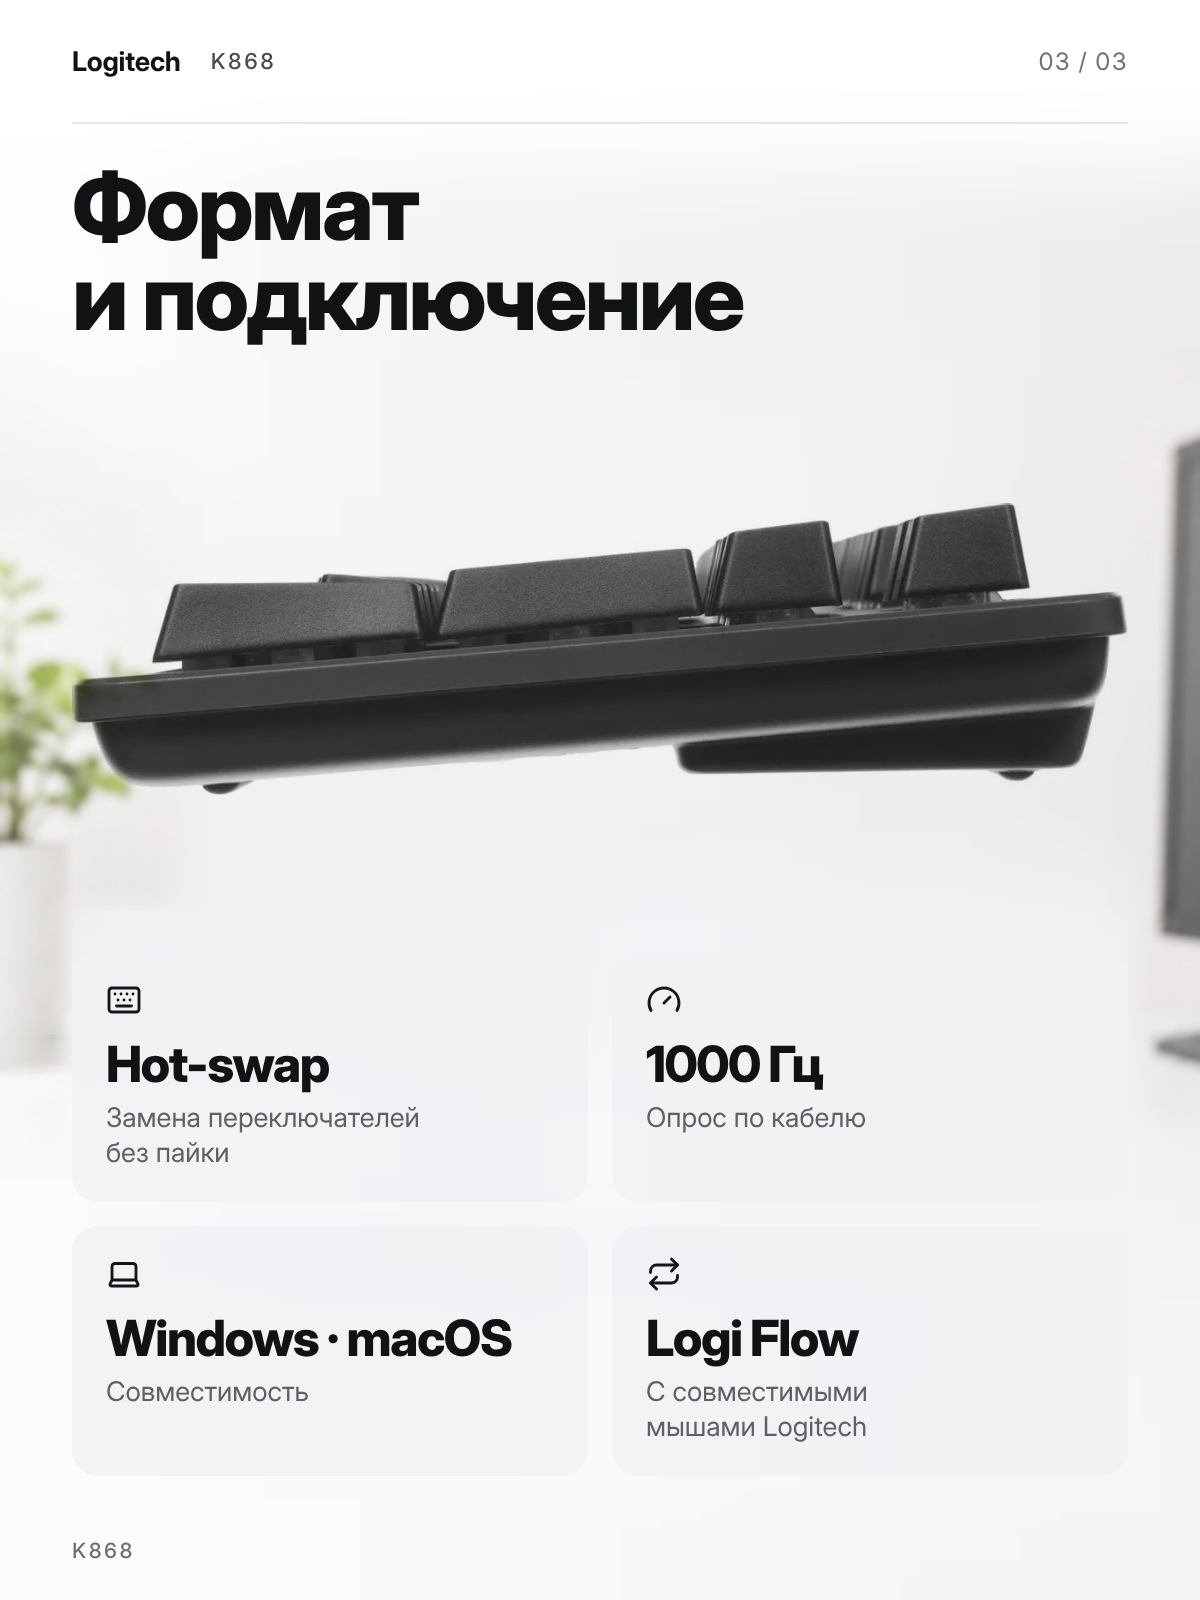 Logitech K868 03 / 03
Формат
и подключение
Hot-swap
Замена переключателей
без пайки
1000 Гц
Опрос по кабелю
Windows · macOS
Совместимость
Logi Flow
С совместимыми
мышами Logitech
K868